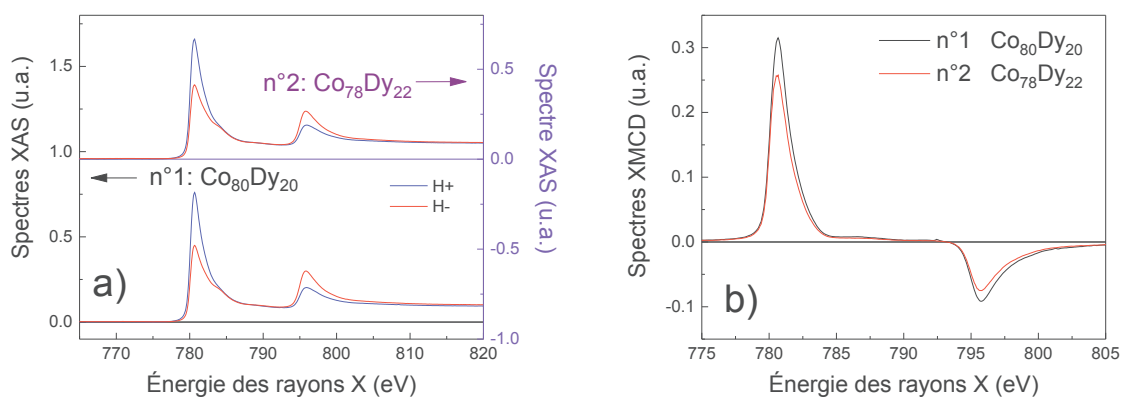 Spectres XAS (u.a.)
1.5
1.0
0.5
0.0
n°2: Co78Dy22
n°1: Co80Dy20
H+
H-
a)
0.5
0.0
-0.5
-1.0
Spectre XAS (u.a.)
770 780 790 800 810 820
Énergie des rayons X (eV)
Spectres XMCD (u.a.)
0.3
0.2
0.1
0.0
-0.1
n°1 Co80Dy20
n°2 Co78Dy22
b)
775 780 785 790 795 800 805
Énergie des rayons X (eV)